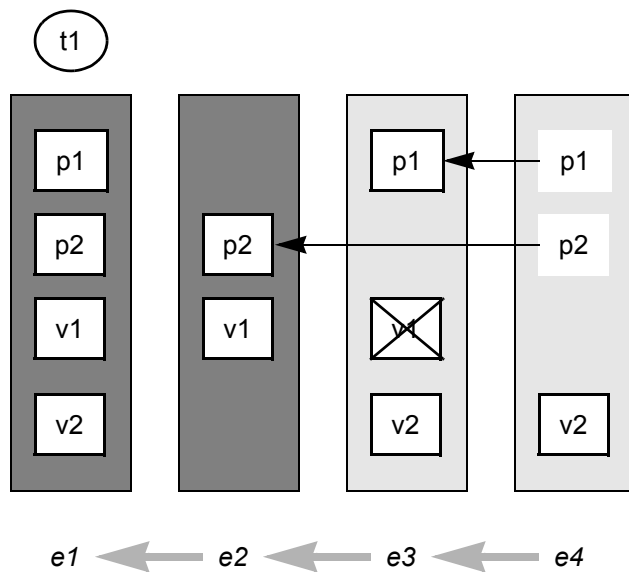 t1
p1 p1 p1
p2 p2 p2
v1 v1 v1
v2 v2 v2
e1 e2 e3 e4